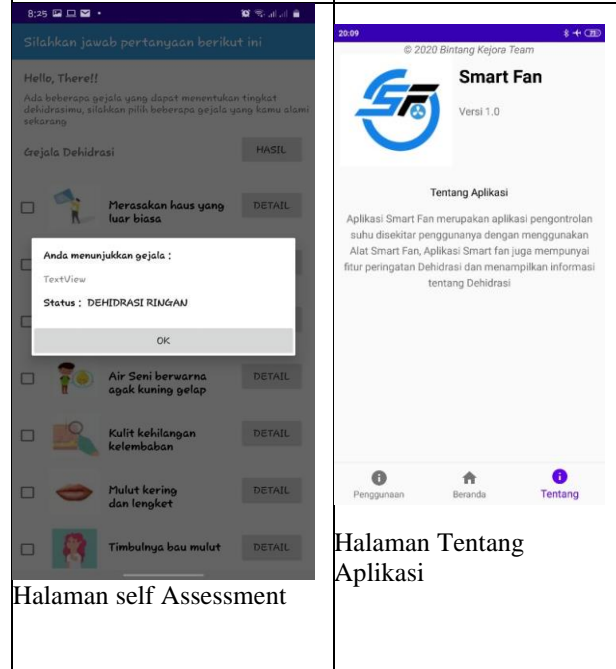 8:25
Silahkan jawab pertanyaan berikut ini
Hello, There!!
Ada beberapa gejala yang dapat menentukan tingkat
dehidrasimu, silahkan pilih beberapa gejala yang kamu alami
sekarang
Gejala Dehidrasi
HASIL
Merasakan haus yang
luar biasa
DETAIL
Anda menunjukkan gejala :
TextView
Status : DEHIDRASI RINGAN
OK
Air Seni berwarna
agak kuning gelap
DETAIL
Kulit kehilangan
kelembaban
DETAIL
Mulut kering
dan lengket
DETAIL
Timbulnya bau mulut
DETAIL
Halaman self Assessment
20:09
© 2020 Bintang Kejora Team
SF
Smart Fan
Versi 1.0
Tentang Aplikasi
Aplikasi Smart Fan merupakan aplikasi pengontrolan
suhu disekitar penggunanya dengan menggunakan
Alat Smart Fan, Aplikasi Smart fan juga mempunyai
fitur peringatan Dehidrasi dan menampilkan informasi
tentang Dehidrasi
Penggunaan
Beranda
Tentang
Halaman Tentang
Aplikasi